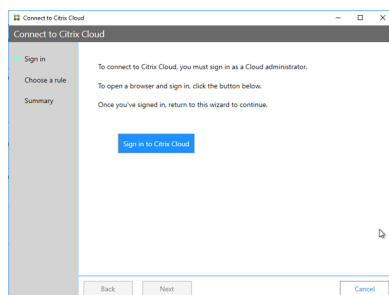 Connect to Citrix Cloud
Connect to Citrix Cloud
Sign in
Choose a rule
Summary
To connect to Citrix Cloud, you must sign in as a Cloud administrator.
To open a browser and sign in, click the button below.
Once you've signed in, return to this wizard to continue.
Sign in to Citrix Cloud
Back
Next
Cancel